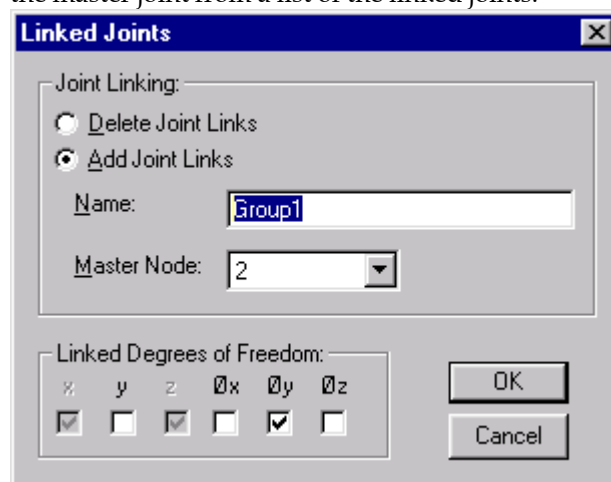 the master joint from a list of the linked joints.
Linked Joints
Joint Linking:
Delete Joint Links
Add Joint Links
Name: Group1
Master Node: 2
Linked Degrees of Freedom:
x y z Øx Øy Øz
OK
Cancel